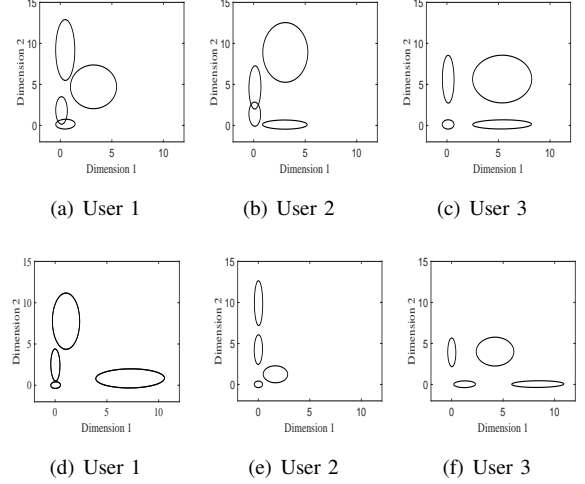 15
10
5
0
Dimension 2
0 5 10
Dimension 1
(a) User 1
15
10
5
0
Dimension 2
0 5 10
Dimension 1
(b) User 2
15
10
5
0
Dimension 2
0 5 10
Dimension 1
(c) User 3
15
10
5
0
Dimension 2
0 5 10
Dimension 1
(d) User 1
15
10
5
0
Dimension 2
0 5 10
Dimension 1
(e) User 2
15
10
5
0
Dimension 2
0 5 10
Dimension 1
(f) User 3